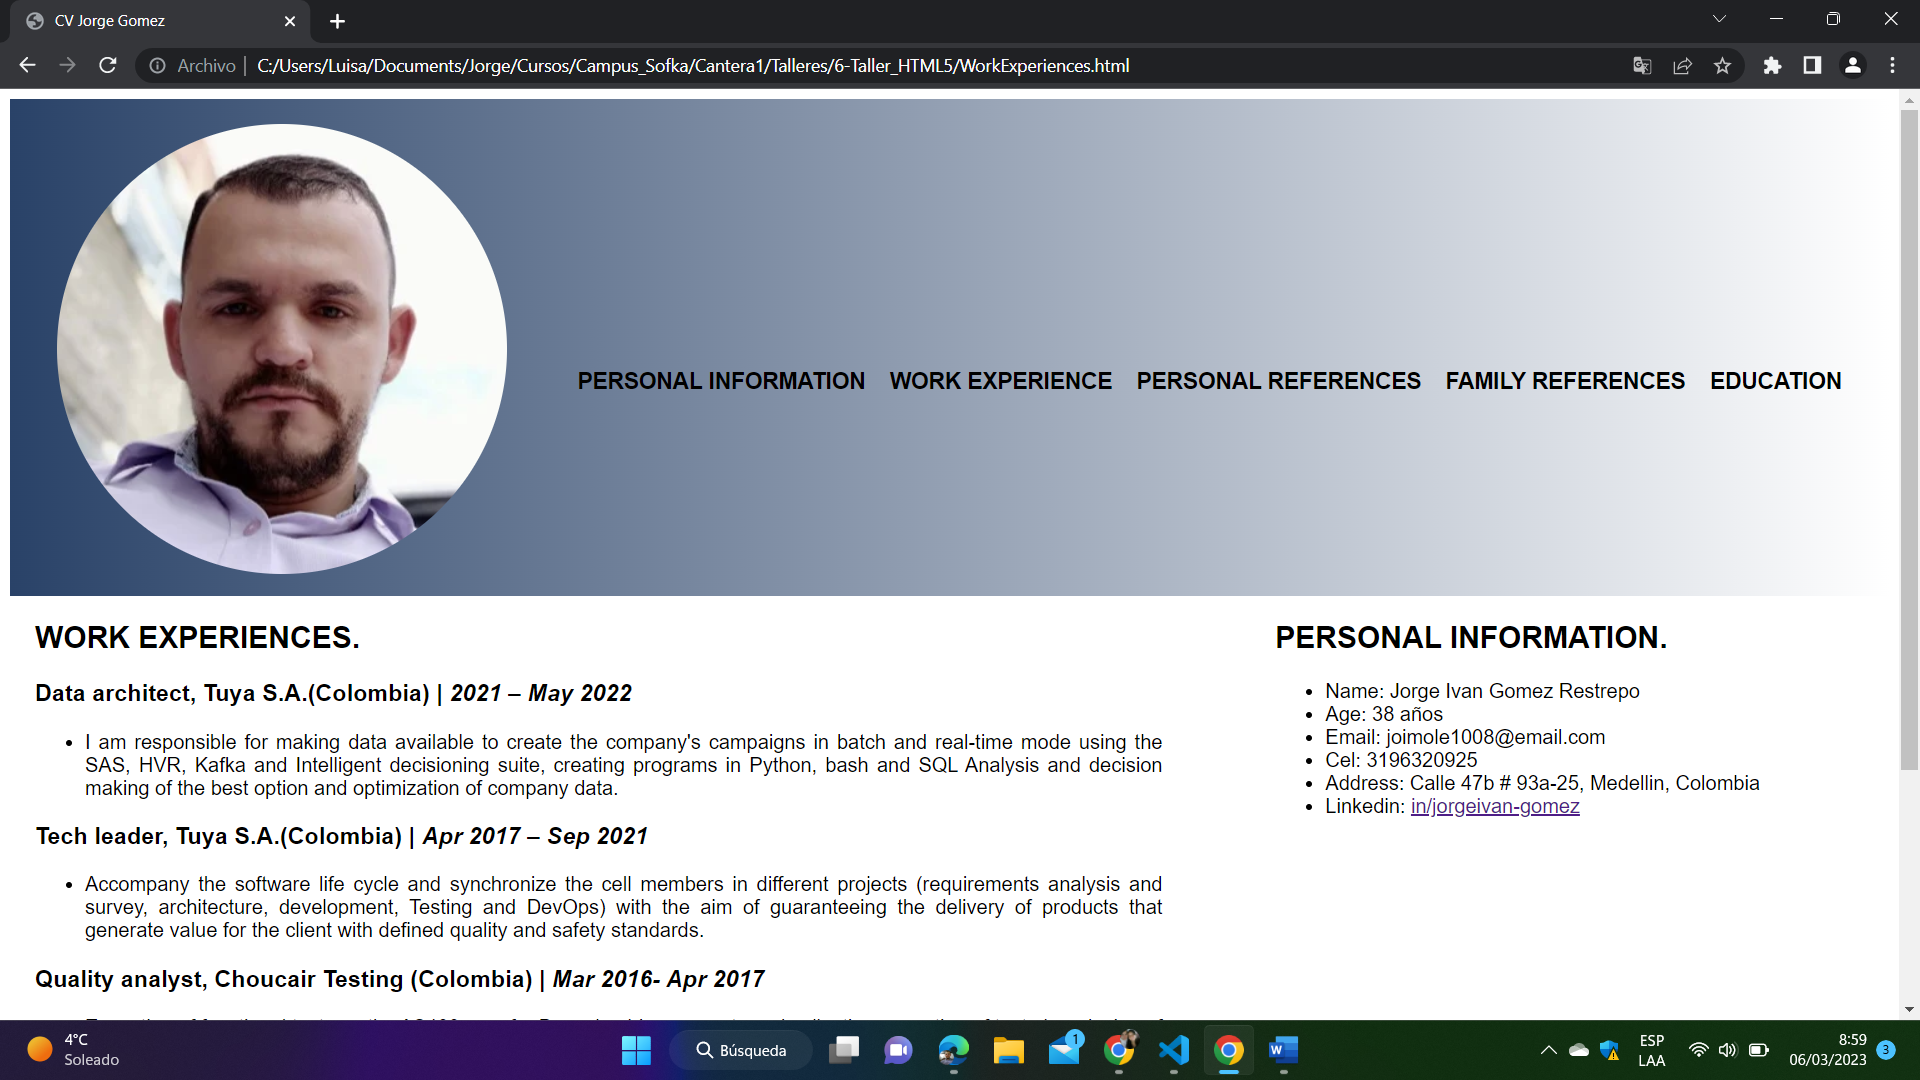 CV Jorge Gomez
Archivo | C:/Users/Luisa/Documents/Jorge/Cursos/Campus_Sofka/Cantera1/Talleres/6-Taller_HTML5/WorkExperiences.html
PERSONAL INFORMATION WORK EXPERIENCE PERSONAL REFERENCES FAMILY REFERENCES EDUCATION
WORK EXPERIENCES.
Data architect, Tuya S.A.(Colombia) | 2021 – May 2022
• I am responsible for making data available to create the company's campaigns in batch and real-time mode using the
SAS, HVR, Kafka and Intelligent decisioning suite, creating programs in Python, bash and SQL Analysis and decision
making of the best option and optimization of company data.
Tech leader, Tuya S.A.(Colombia) | Apr 2017 – Sep 2021
• Accompany the software life cycle and synchronize the cell members in different projects (requirements analysis and
survey, architecture, development, Testing and DevOps) with the aim of guaranteeing the delivery of products that
generate value for the client with defined quality and safety standards.
Quality analyst, Choucair Testing (Colombia) | Mar 2016- Apr 2017
PERSONAL INFORMATION.
• Name: Jorge Ivan Gomez Restrepo
• Age: 38 años
• Email: joimole1008@email.com
• Cel: 3196320925
• Address: Calle 47b # 93a-25, Medellin, Colombia
• Linkedin: in/jorgeivan-gomez
4°C
Soleado
Búsqueda
1
W
ESP
LAA
8:59
06/03/2023
3